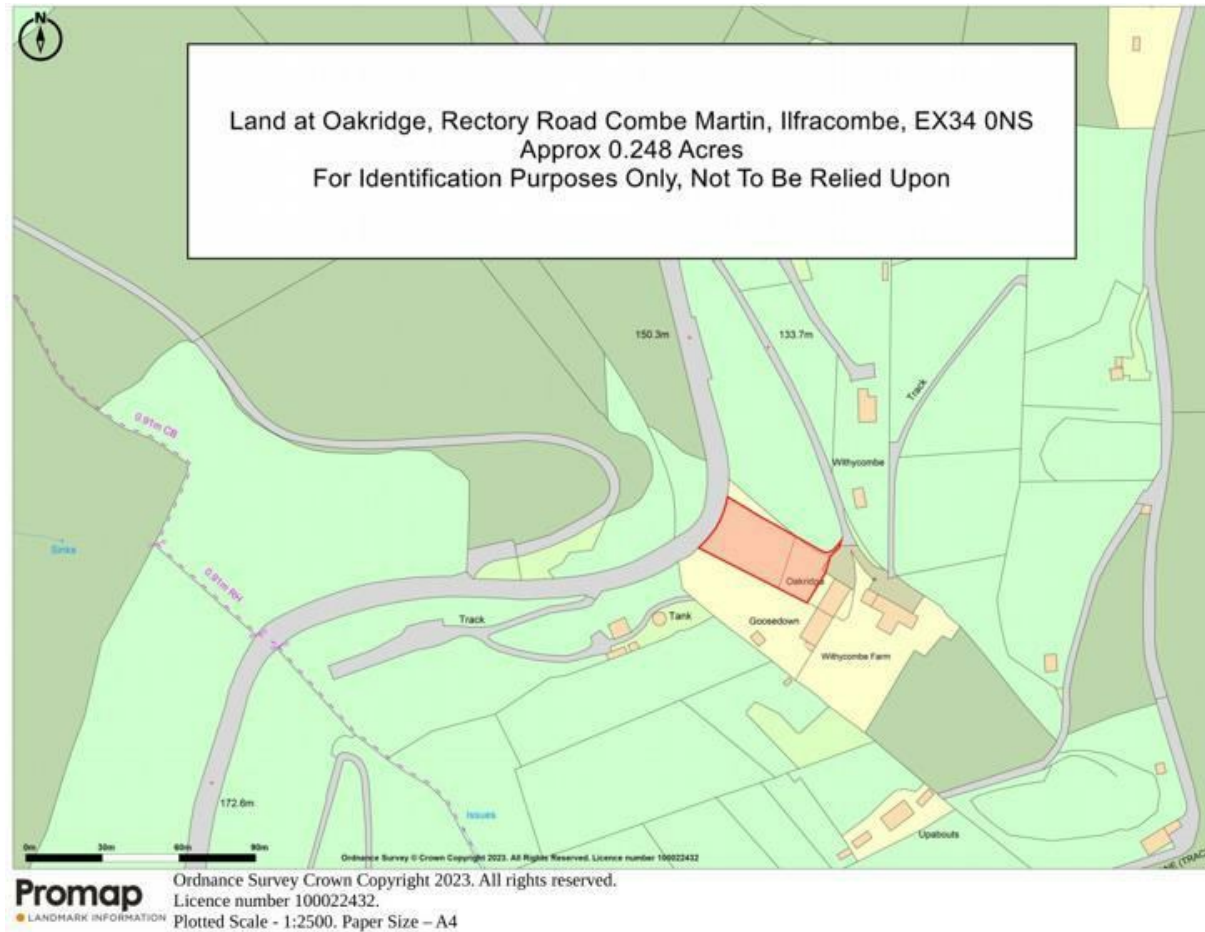 N
Land at Oakridge, Rectory Road Combe Martin, Ilfracombe, EX34 0NS
Approx 0.248 Acres
For Identification Purposes Only, Not To Be Relied Upon
150.3m
133.7m
Track
0.91m CB
Withycombe
Sinks
0.91m RH
Oakridge
Track
Tank
Goosedown
Withycombe Farm
172.6m
Issues
Upabouts
0m 30m 60m 90m
Ordnance Survey © Crown Copyright 2023. All Rights Reserved. Licence number 100022432
(TRAC
Promap
LANDMARK INFORMATION
Ordnance Survey Crown Copyright 2023. All rights reserved.
Licence number 100022432.
Plotted Scale - 1:2500. Paper Size – A4